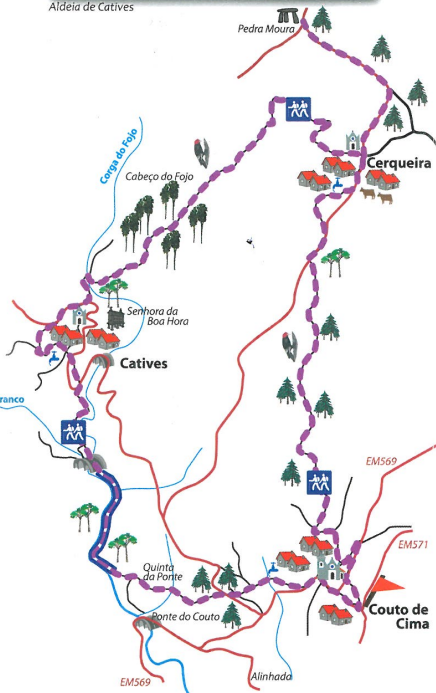 Aldeia de Catives
Pedra Moura
Corga do Fojo
Cerqueira
Cabeço do Fojo
Senhora da
Boa Hora
Catives
ranco
EM569
EM571
Quinta
da Ponte
Couto de
Cima
Ponte do Couto
Alinhada
EM569